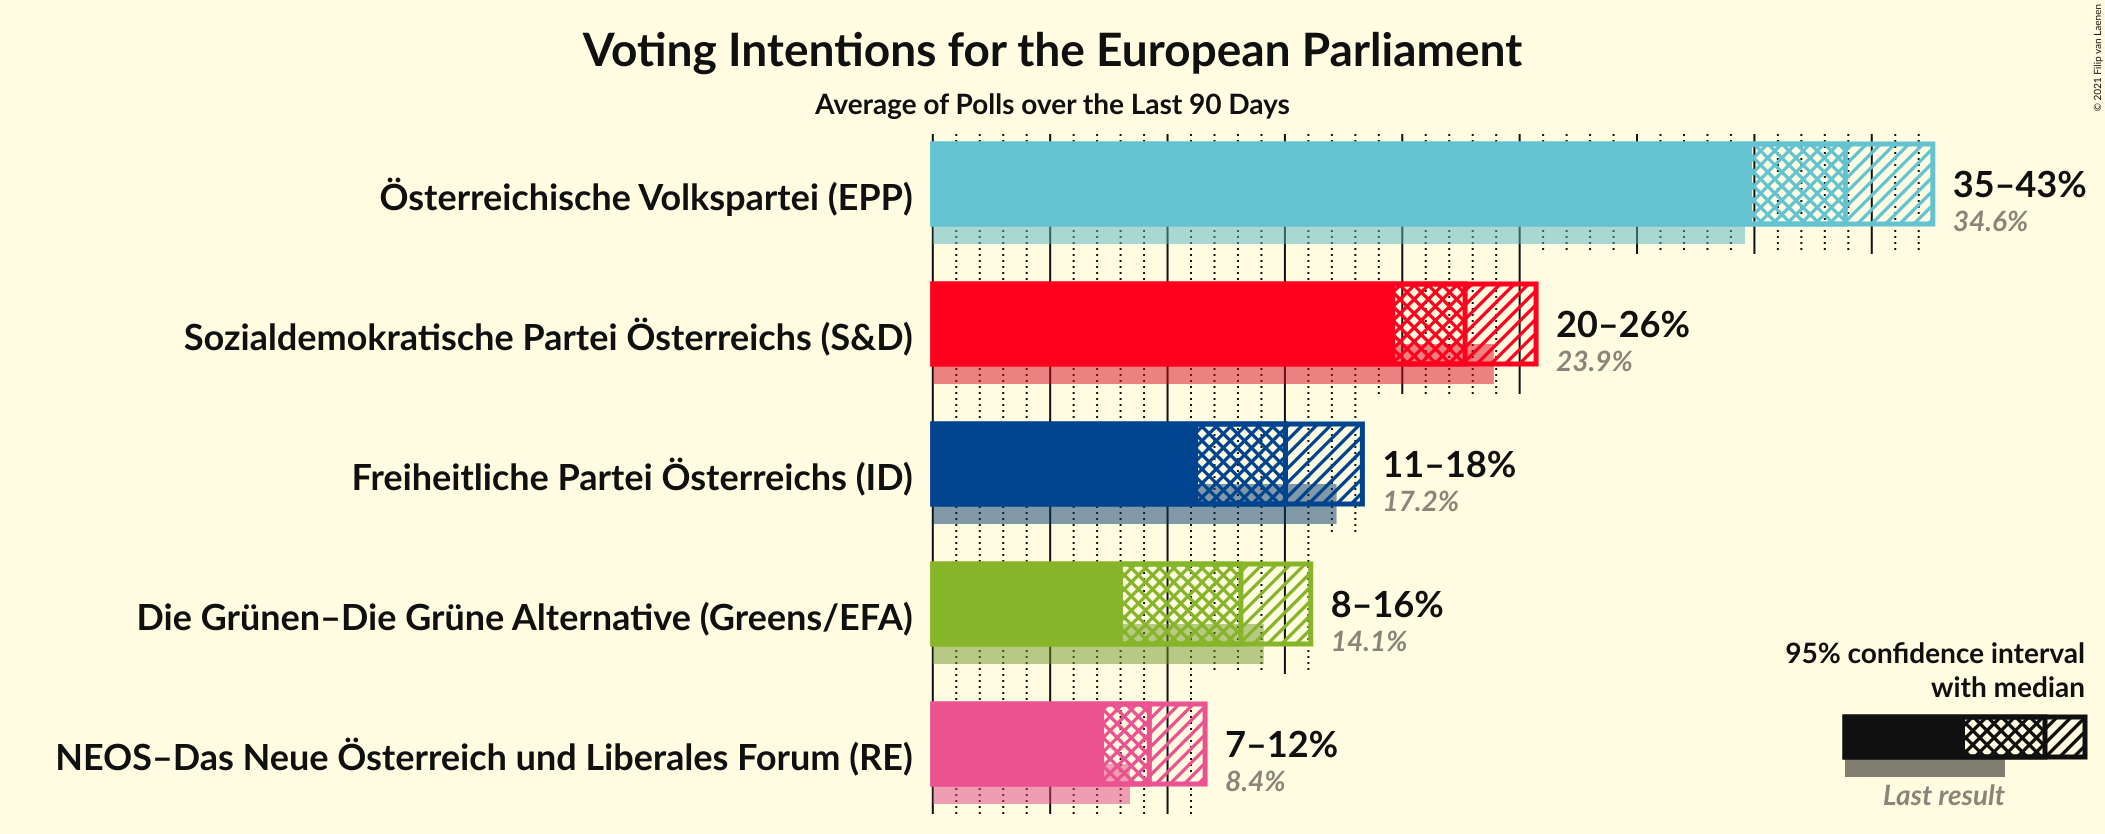 Voting Intentions for the European Parliament
Average of Polls over the Last 90 Days
© 2021 Filip van Laenen
Österreichische Volkspartei (EPP)
35–43%
34.6%
Sozialdemokratische Partei Österreichs (S&D)
20–26%
23.9%
Freiheitliche Partei Österreichs (ID)
11–18%
17.2%
Die Grünen–Die Grüne Alternative (Greens/EFA)
8–16%
14.1%
NEOS–Das Neue Österreich und Liberales Forum (RE)
7–12%
8.4%
95% confidence interval
with median
Last result